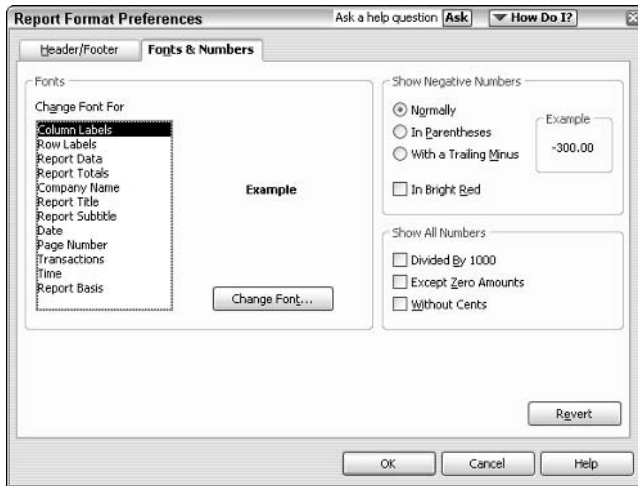 Report Format Preferences Ask a help question Ask How Do I?
Header/Footer Fonts & Numbers
Fonts
Change Font For
Column Labels
Row Labels
Report Data
Report Totals
Company Name
Report Title
Report Subtitle
Date
Page Number
Transactions
Time
Report Basis
Example
Change Font...
Show Negative Numbers
Normally
In Parentheses
With a Trailing Minus
In Bright Red
Example
-300.00
Show All Numbers
Divided By 1000
Except Zero Amounts
Without Cents
Revert
OK Cancel Help